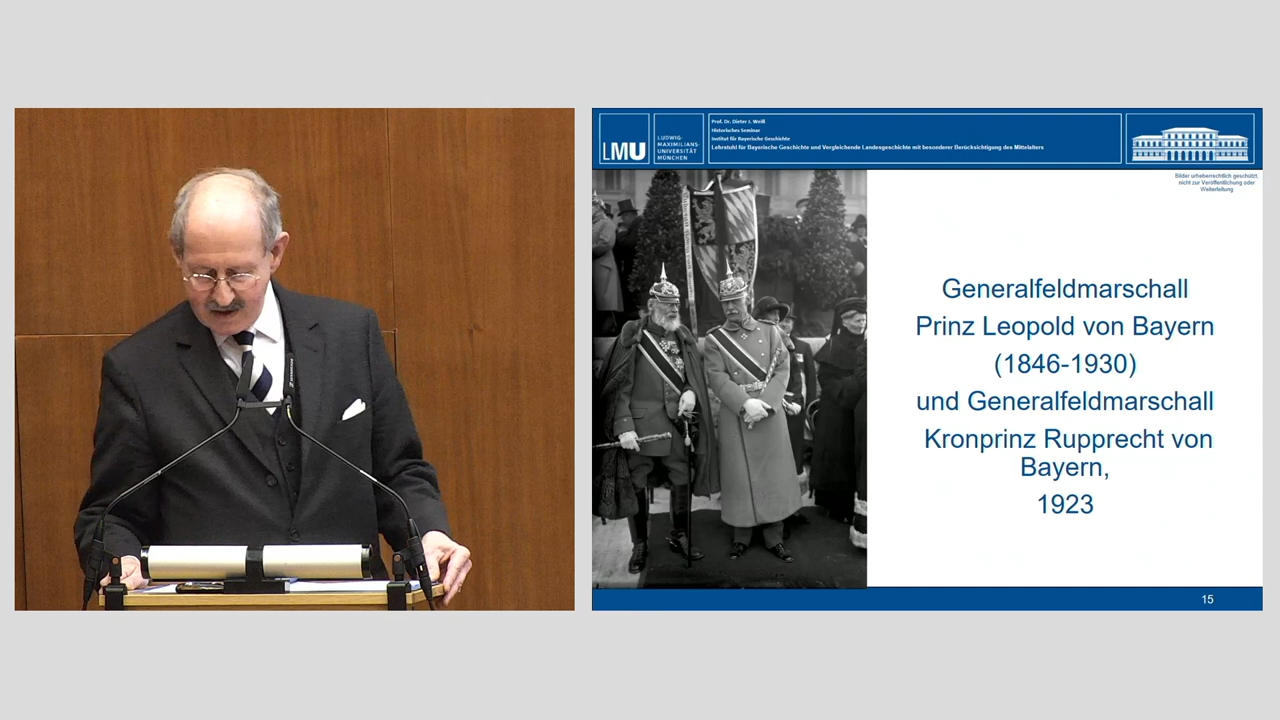 LMU
LUDWIG-
MAXIMILIANS-
UNIVERSITÄT
MÜNCHEN
Prof. Dr. Dieter J. Weiß
Historisches Seminar
Institut für Bayerische Geschichte
Lehrstuhl für Bayerische Geschichte und Vergleichende Landesgeschichte mit besonderer Berücksichtigung des Mittelalters
Bilder urheberrechtlich geschützt,
nicht zur Veröffentlichung oder
Weiterleitung
Generalfeldmarschall
Prinz Leopold von Bayern
(1846-1930)
und Generalfeldmarschall
Kronprinz Rupprecht von
Bayern,
1923
15